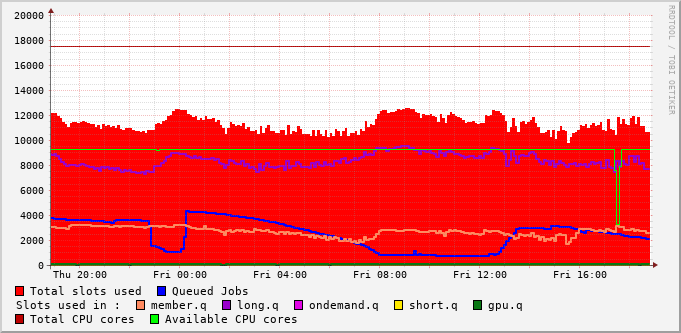 RRDTOOL / TOBI OETIKER
20000
18000
16000
14000
12000
10000
8000
6000
4000
2000
0
Thu 20:00 Fri 00:00 Fri 04:00 Fri 08:00 Fri 12:00 Fri 16:00
Total slots used Queued Jobs
Slots used in : member.q long.q ondemand.q short.q gpu.q
Total CPU cores Available CPU cores